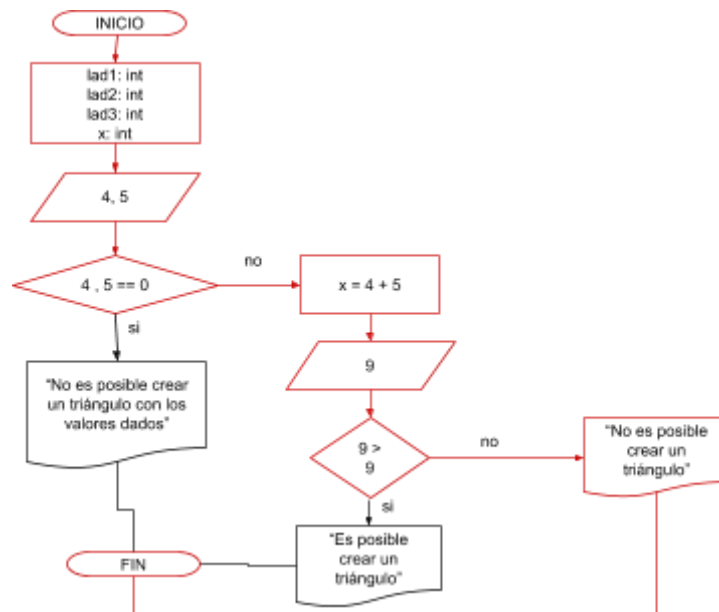 INICIO
lad1: int
lad2: int
lad3: int
x: int
4, 5
4 , 5 == 0
no
x = 4 + 5
si
9
"No es posible crear
un triángulo con los
valores dados"
9 >
9
no
"No es posible
crear un
triángulo"
si
"Es posible
crear un
triángulo"
FIN